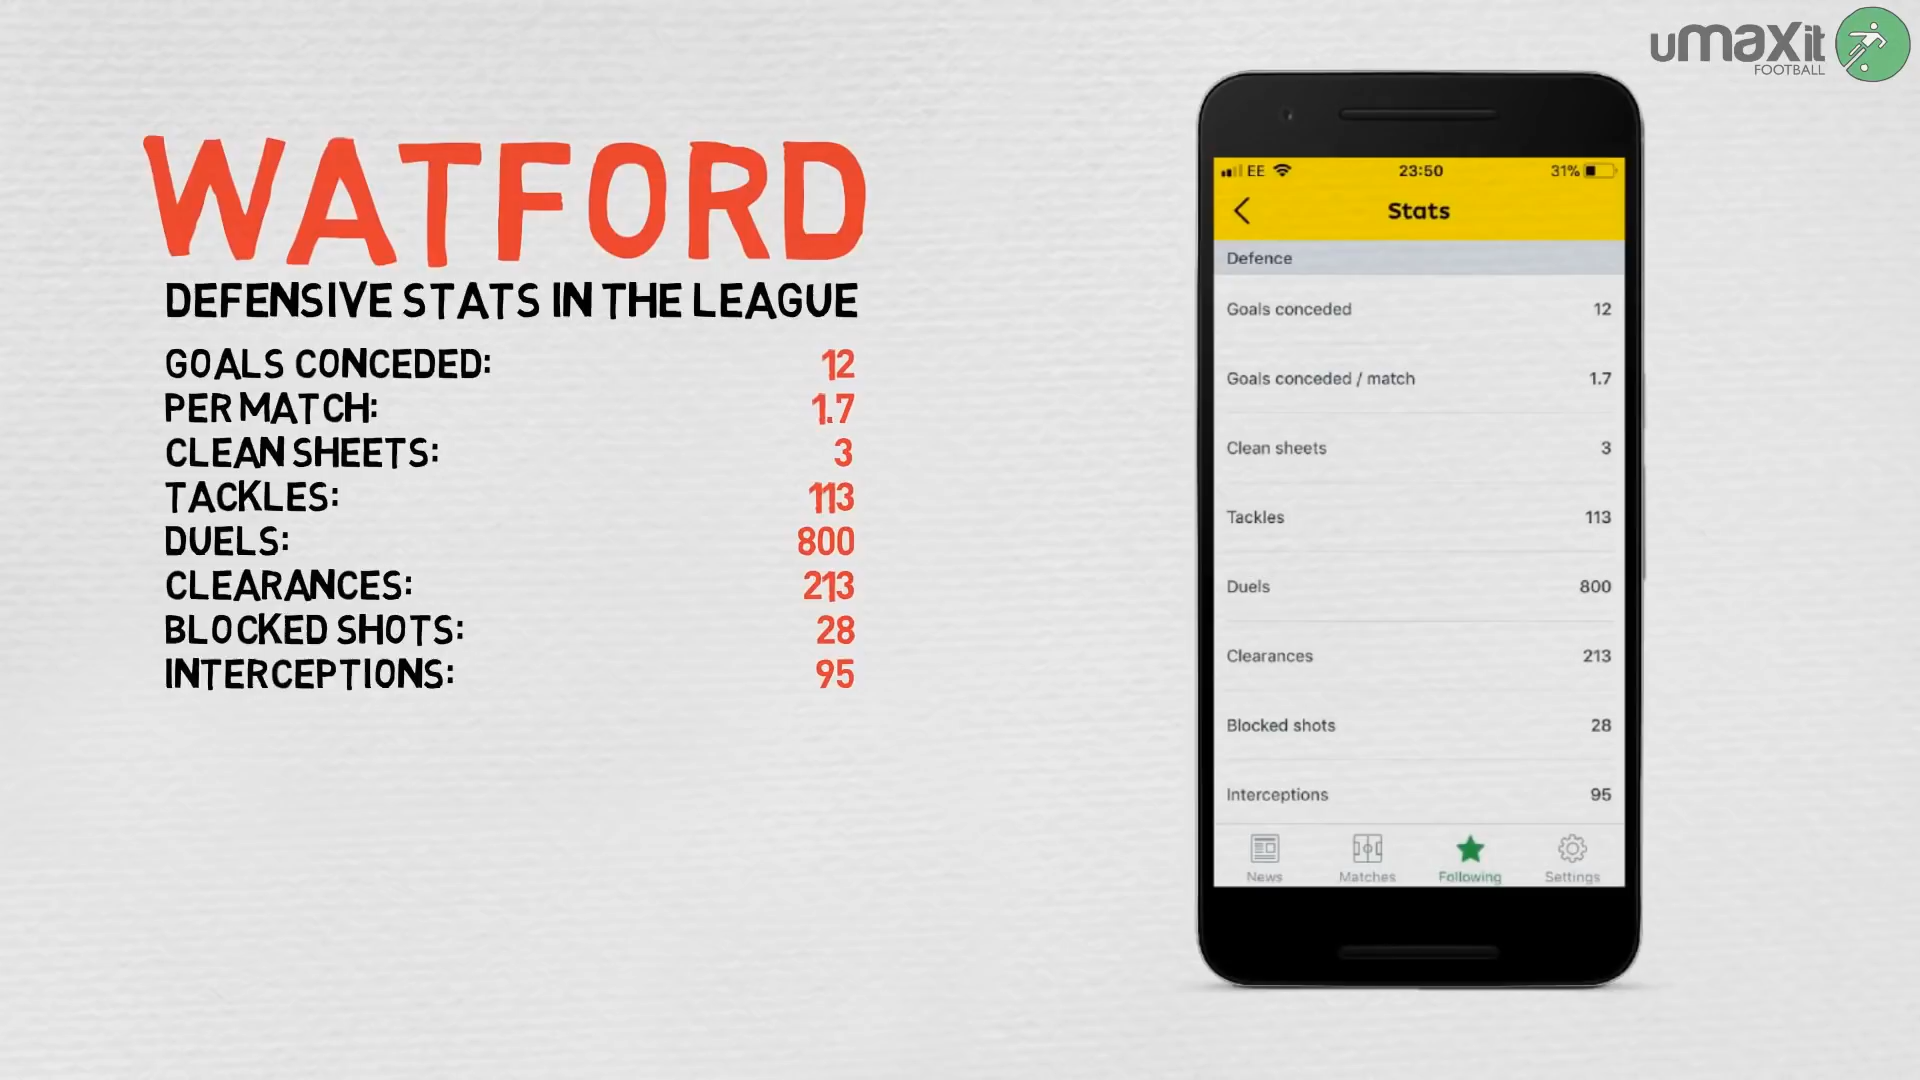 umaxit
FOOTBALL
WATFORD
DEFENSIVE STATS IN THE LEAGUE
GOALS CONCEDED: 12
PER MATCH: 1.7
CLEAN SHEETS: 3
TACKLES: 113
DUELS: 800
CLEARANCES: 213
BLOCKED SHOTS: 28
INTERCEPTIONS: 95
EE 23:50 31%
Stats
Defence
Goals conceded 12
Goals conceded / match 1.7
Clean sheets 3
Tackles 113
Duels 800
Clearances 213
Blocked shots 28
Interceptions 95
News Matches Following Settings